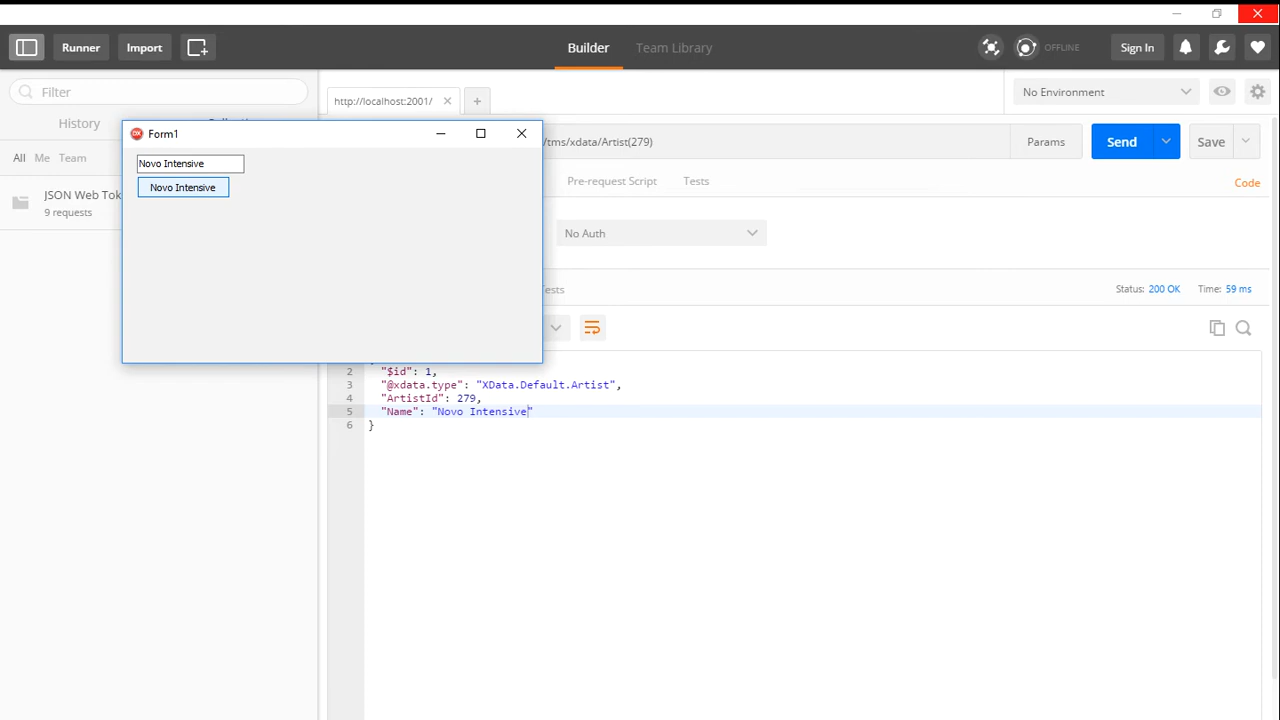 Runner
Import
Builder
Team Library
OFFLINE
Sign In
Filter
http://localhost:2001/
No Environment
History
DX
Form1
/tms/xdata/Artist(279)
Params
Send
Save
All
Me
Team
Novo Intensive
Novo Intensive
Pre-request Script
Tests
Code
JSON Web Tok
9 requests
No Auth
Status: 200 OK
Time: 59 ms
2 "$id": 1,
3 "@xdata.type": "XData.Default.Artist",
4 "ArtistId": 279,
5 "Name": "Novo Intensive"
6 }